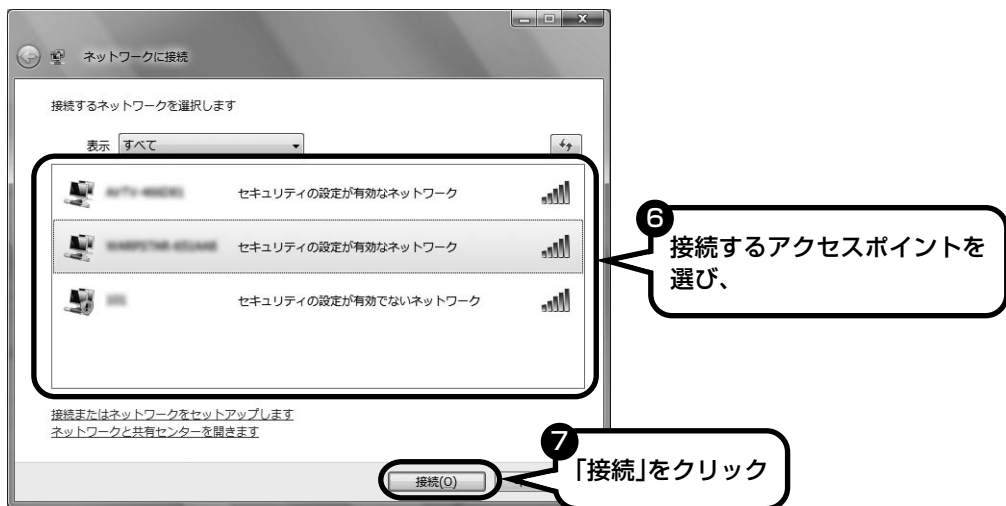 ネットワークに接続
接続するネットワークを選択します
表示 すべて
セキュリティの設定が有効なネットワーク
セキュリティの設定が有効なネットワーク
セキュリティの設定が有効でないネットワーク
6
接続するアクセスポイントを
選び、
接続またはネットワークをセットアップします
ネットワークと共有センターを開きます
接続(O)
7
「接続」をクリック